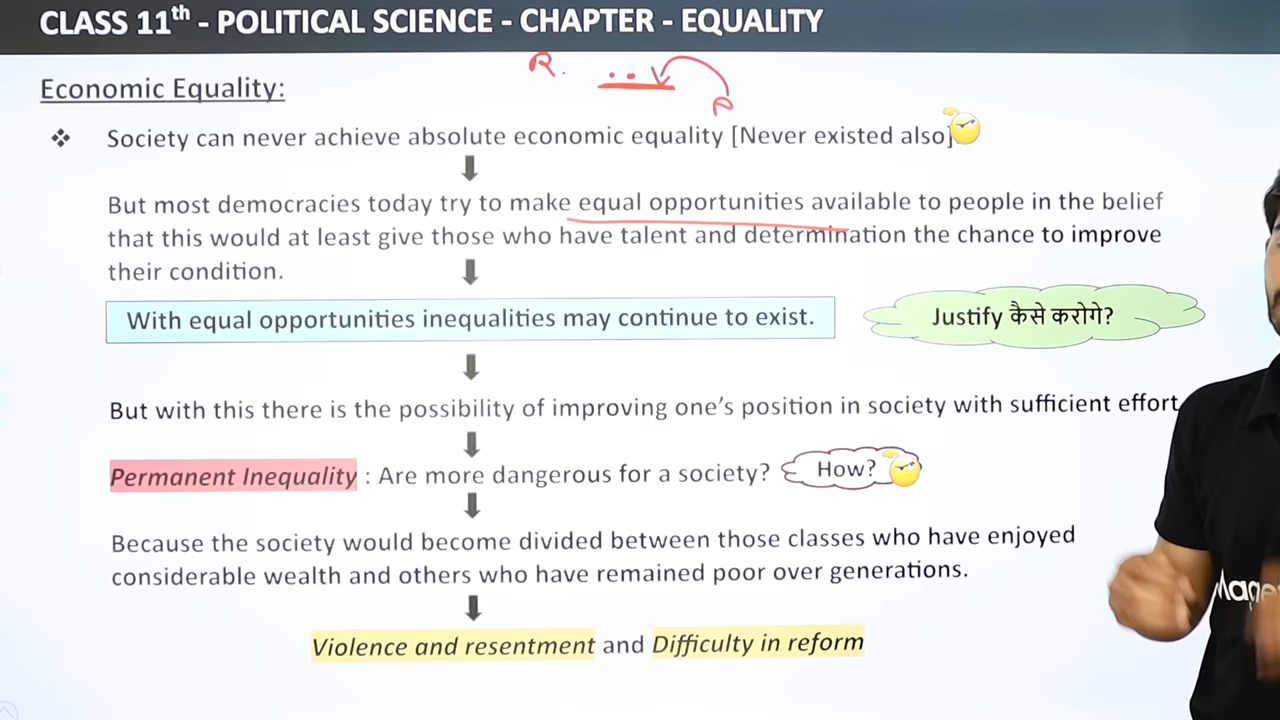 CLASS 11th - POLITICAL SCIENCE - CHAPTER - EQUALITY
R.
Economic Equality:
❖ Society can never achieve absolute economic equality [Never existed also]
But most democracies today try to make equal opportunities available to people in the belief
that this would at least give those who have talent and determination the chance to improve
their condition.
With equal opportunities inequalities may continue to exist.
Justify कैसे करोगे?
But with this there is the possibility of improving one's position in society with sufficient effort
Permanent Inequality : Are more dangerous for a society?
How?
Because the society would become divided between those classes who have enjoyed
considerable wealth and others who have remained poor over generations.
Violence and resentment and Difficulty in reform